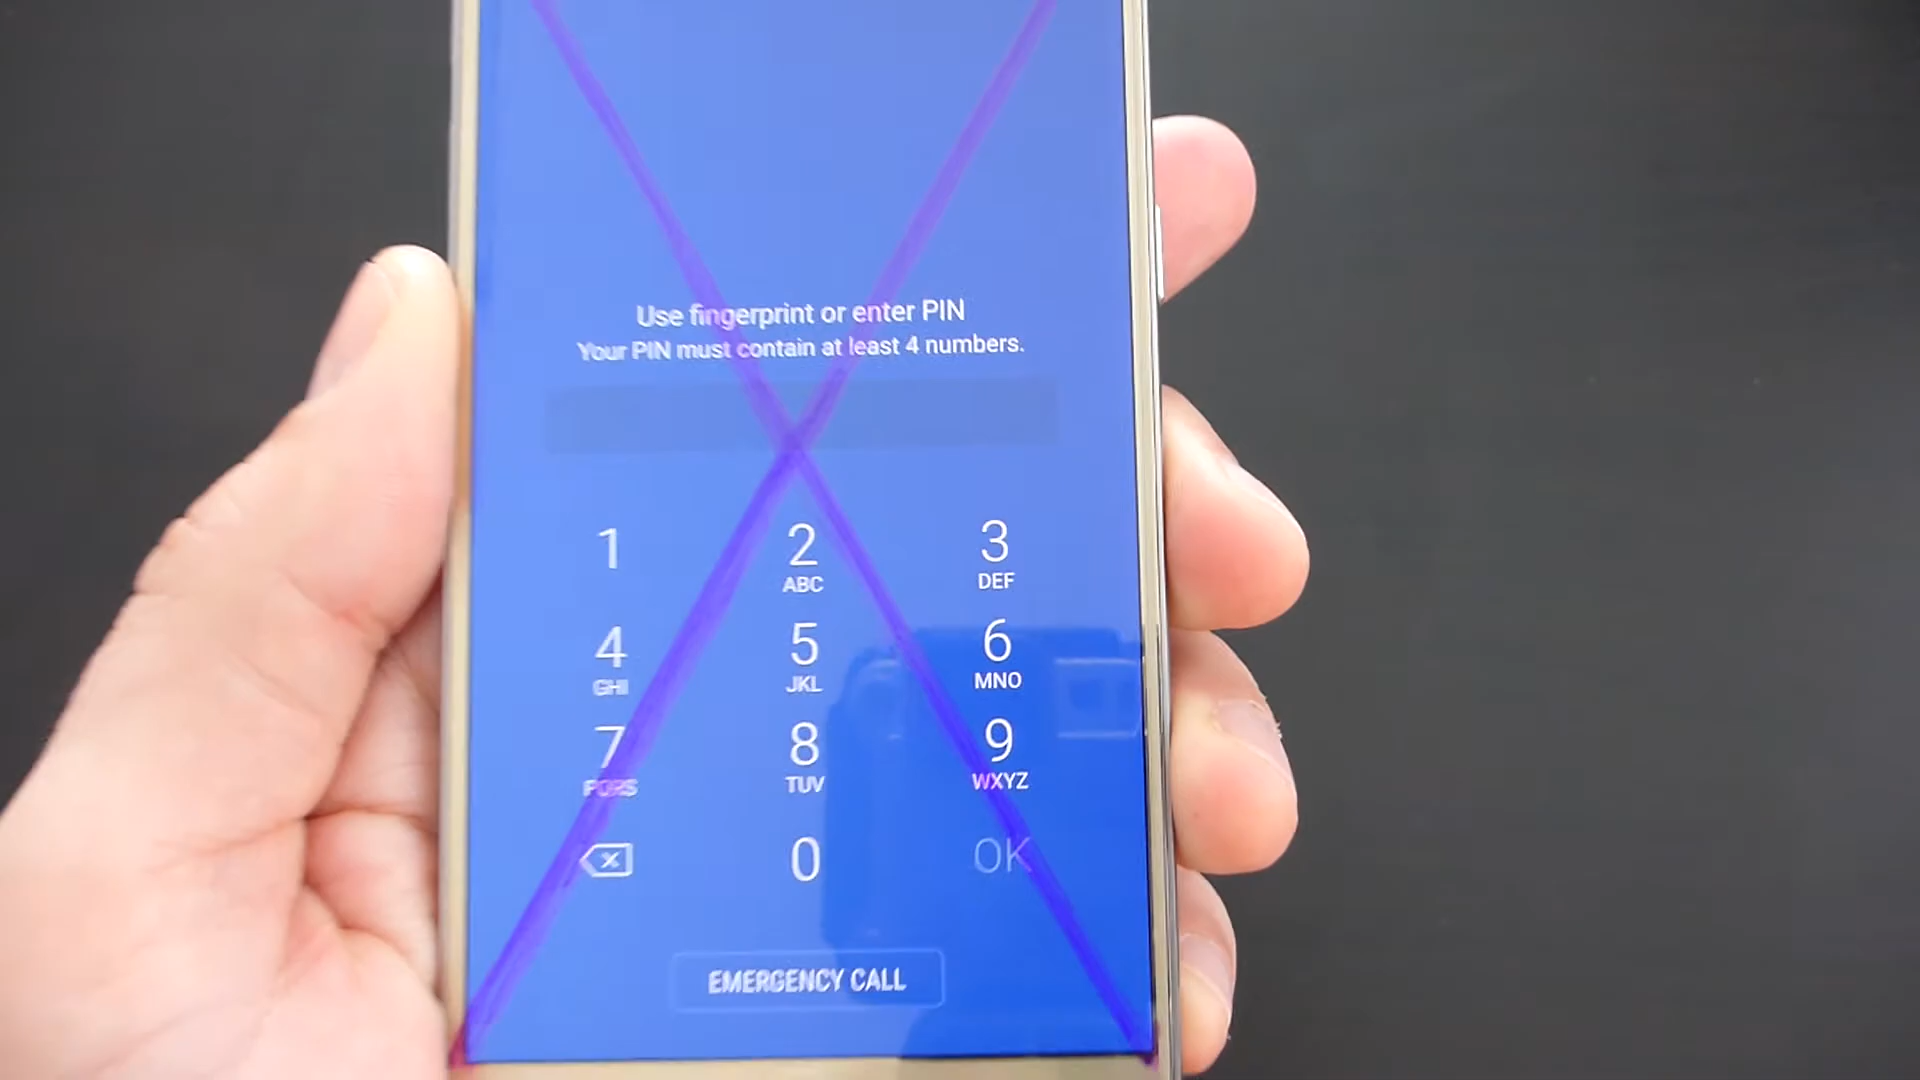 Use fingerprint or enter PIN
Your PIN must contain at least 4 numbers.
1 2 3
ABC DEF
4 5 6
GHI JKL MNO
7 8 9
PQRS TUV WXYZ
0 OK
EMERGENCY CALL